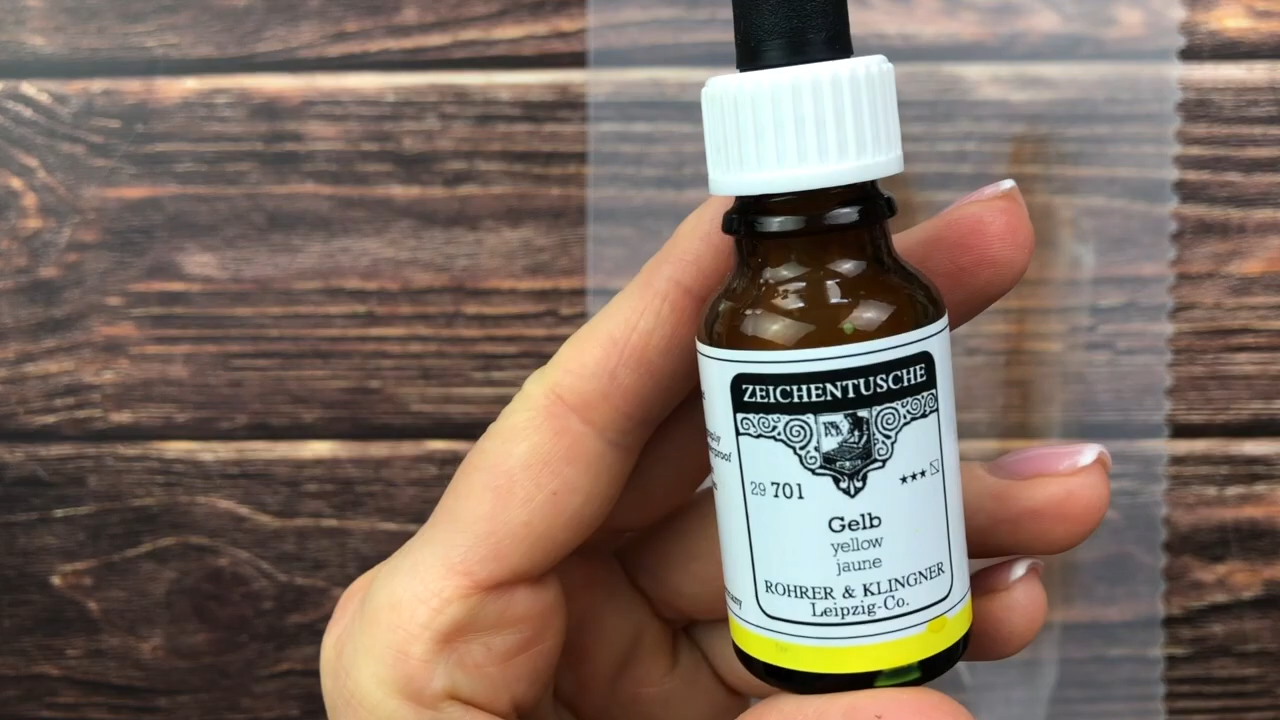 ZEICHENTUSCHE
29 701
★★★
Gelb
yellow
jaune
ROHRER & KLINGNER
Leipzig-Co.